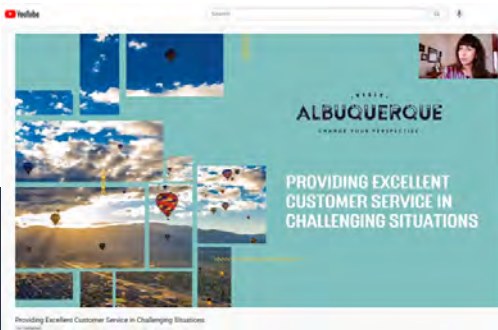 YouTube
Search
VISIT
ALBUQUERQUE
CHANGE YOUR PERSPECTIVE
PROVIDING EXCELLENT
CUSTOMER SERVICE IN
CHALLENGING SITUATIONS
Providing Excellent Customer Service in Challenging Situations